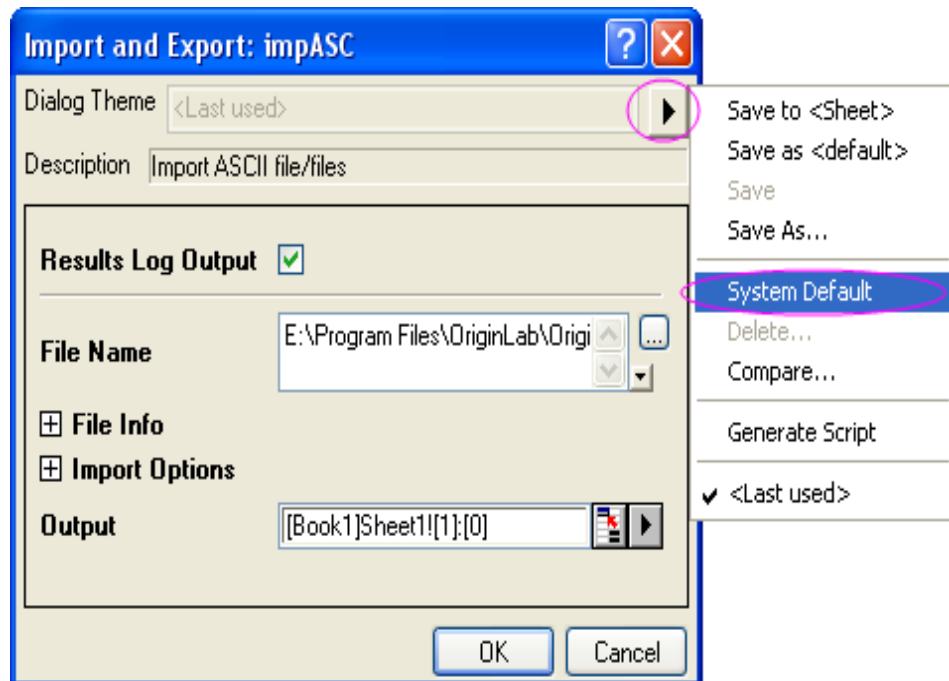 Import and Export: impASC
Dialog Theme <Last used>
Description Import ASCII file/files
Results Log Output
File Name E:\Program Files\OriginLab\Origi
...
File Info
Import Options
Output [Book1]Sheet1![1]:[0]
OK Cancel
Save to <Sheet>
Save as <default>
Save
Save As...
System Default
Delete...
Compare...
Generate Script
<Last used>